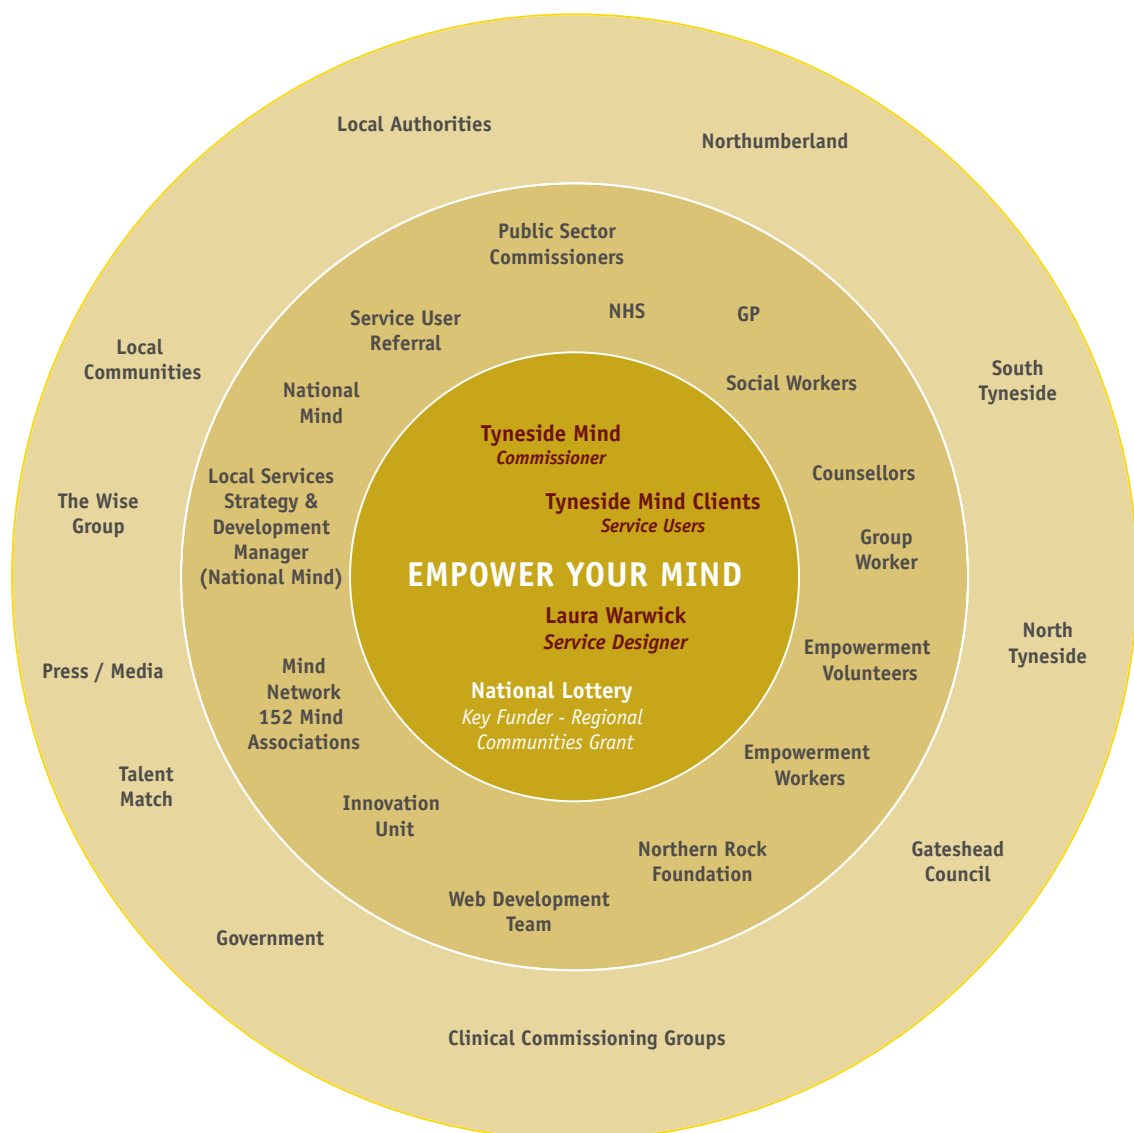 Local Authorities
Northumberland
Public Sector
Commissioners
NHS
GP
Service User
Referral
Local
Communities
South
Tyneside
Social Workers
National
Mind
Tyneside Mind
Commissioner
Counsellors
Local Services
Strategy &
Development
Manager
(National Mind)
The Wise
Group
Tyneside Mind Clients
Service Users
Group
Worker
EMPOWER YOUR MIND
Laura Warwick
Service Designer
North
Tyneside
Empowerment
Volunteers
Press / Media
Mind
Network
152 Mind
Associations
National Lottery
Key Funder - Regional
Communities Grant
Empowerment
Workers
Talent
Match
Innovation
Unit
Northern Rock
Foundation
Gateshead
Council
Web Development
Team
Government
Clinical Commissioning Groups